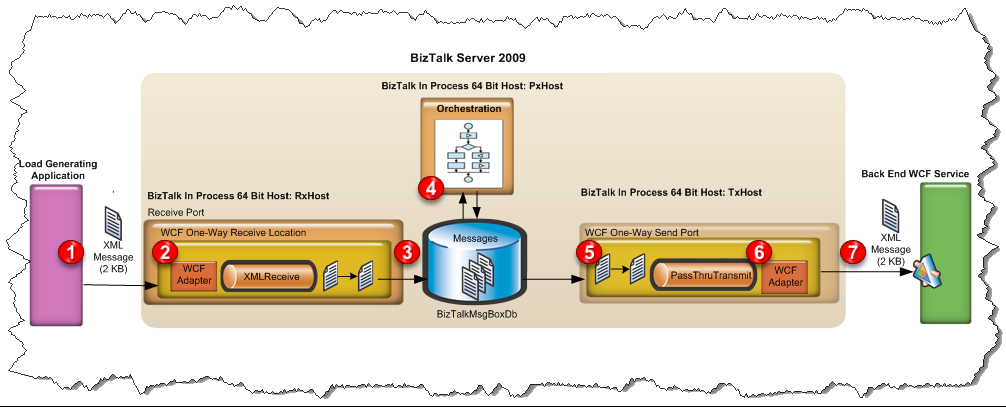 BizTalk Server 2009
BizTalk In Process 64 Bit Host: PxHost
Orchestration
4
Load Generating
Application
1
XML
Message
(2 KB)
BizTalk In Process 64 Bit Host: RxHost
Receive Port
WCF One-Way Receive Location
2
WCF
Adapter
XMLReceive
3
Messages
BizTalkMsgBoxDb
BizTalk In Process 64 Bit Host: TxHost
WCF One-Way Send Port
5
PassThruTransmit
6
WCF
Adapter
7
Back End WCF Service
XML
Message
(2 KB)